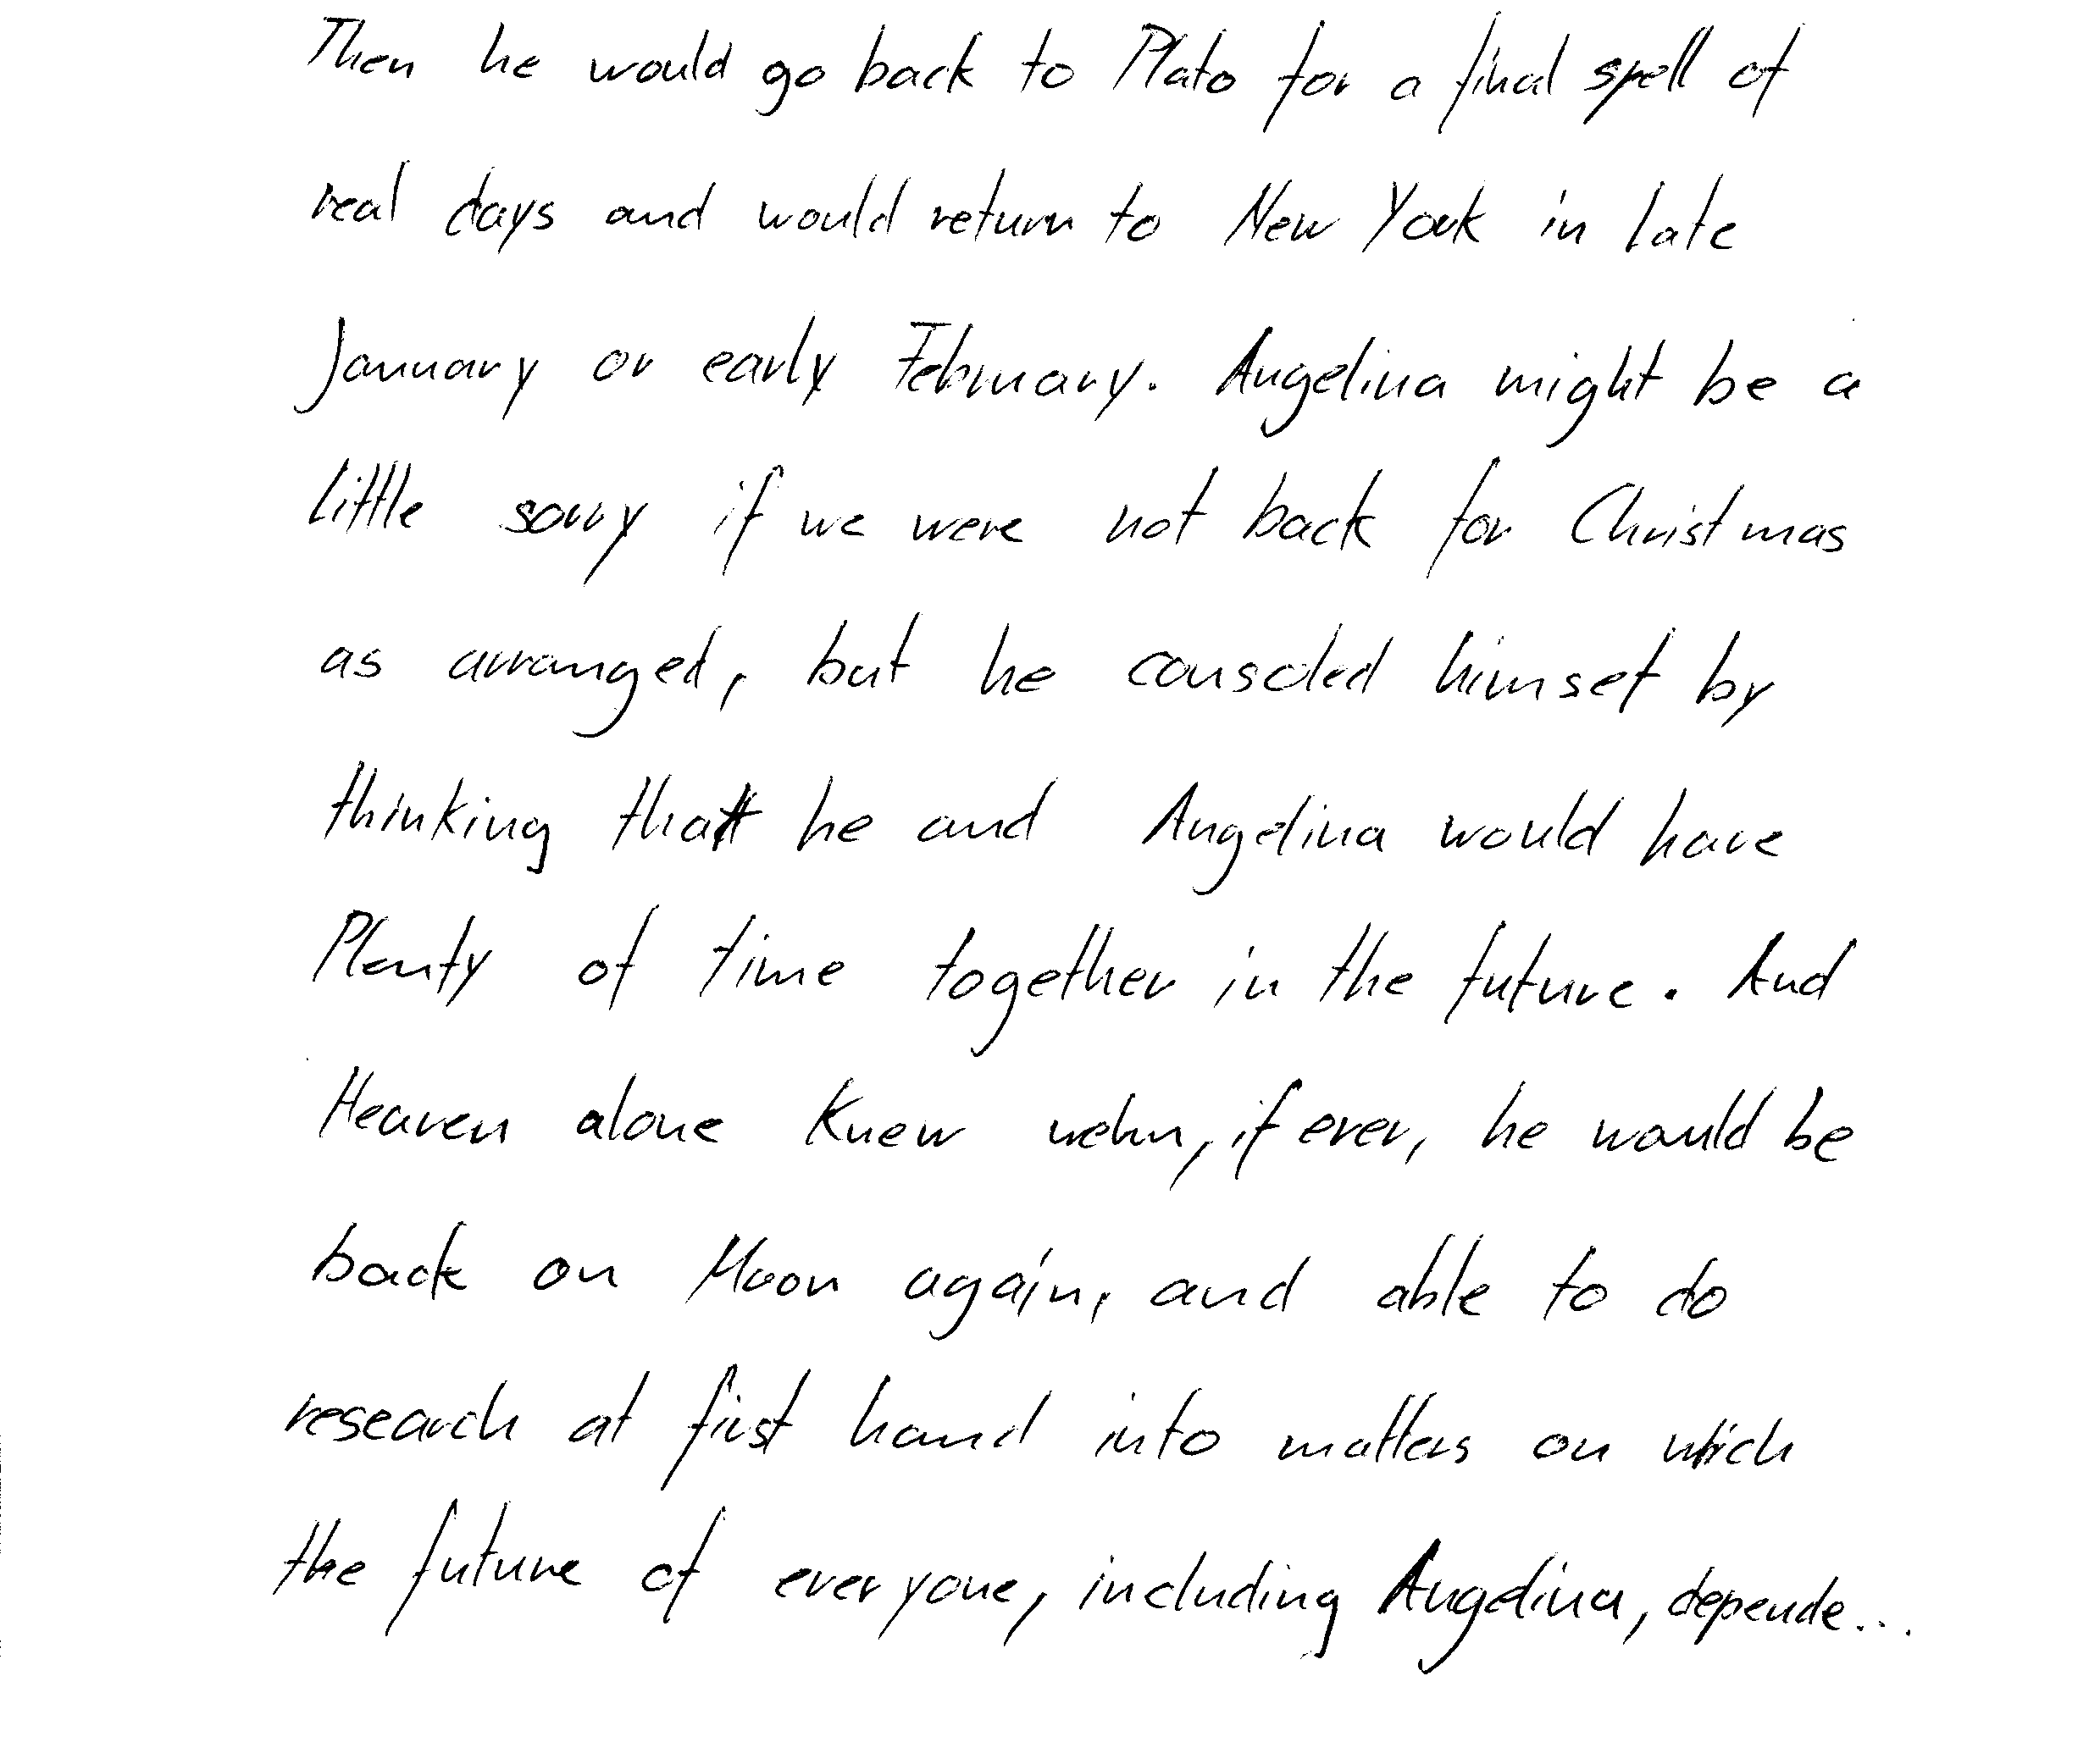 Then he would go back to Plato for a final spell of
real days and would return to New York in late
January or early February. Angelina might be a
little sorry if we were not back for Christmas
as arranged, but he consoled himsef by
thinking that he and Angelina would have
Plenty of time together in the future. And
Heaven alone knew wehn, if ever, he would be
back on Moon again, and able to do
research at first hand into matters on which
the future of everyone, including Angelina, depende...